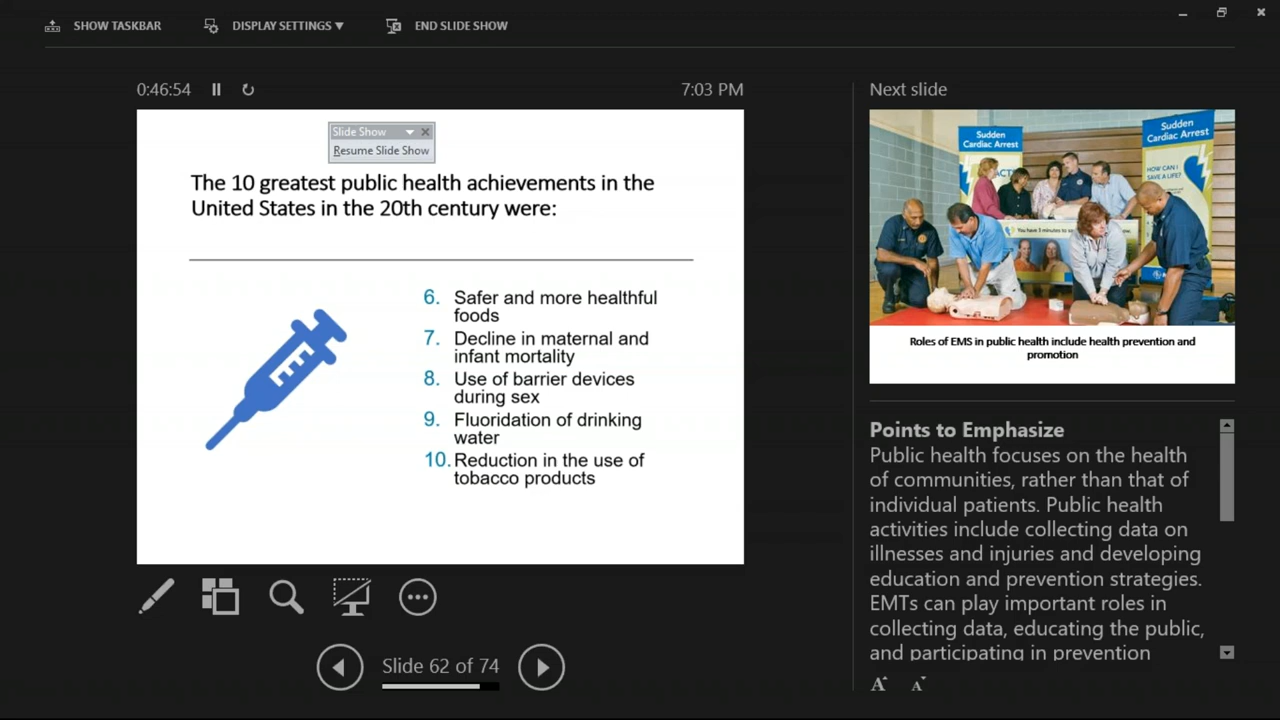 SHOW TASKBAR
DISPLAY SETTINGS ▼
END SLIDE SHOW
0:46:54
7:03 PM
Slide Show
Resume Slide Show
The 10 greatest public health achievements in the
United States in the 20th century were:
6. Safer and more healthful
foods
7. Decline in maternal and
infant mortality
8. Use of barrier devices
during sex
9. Fluoridation of drinking
water
10. Reduction in the use of
tobacco products
Slide 62 of 74
Next slide
Sudden
Cardiac Arrest
Sudden
Cardiac Arrest
HOW CAN I
SAVE A LIFE?
Roles of EMS in public health include health prevention and
promotion
Points to Emphasize
Public health focuses on the health
of communities, rather than that of
individual patients. Public health
activities include collecting data on
illnesses and injuries and developing
education and prevention strategies.
EMTs can play important roles in
collecting data, educating the public,
and participating in prevention
A A